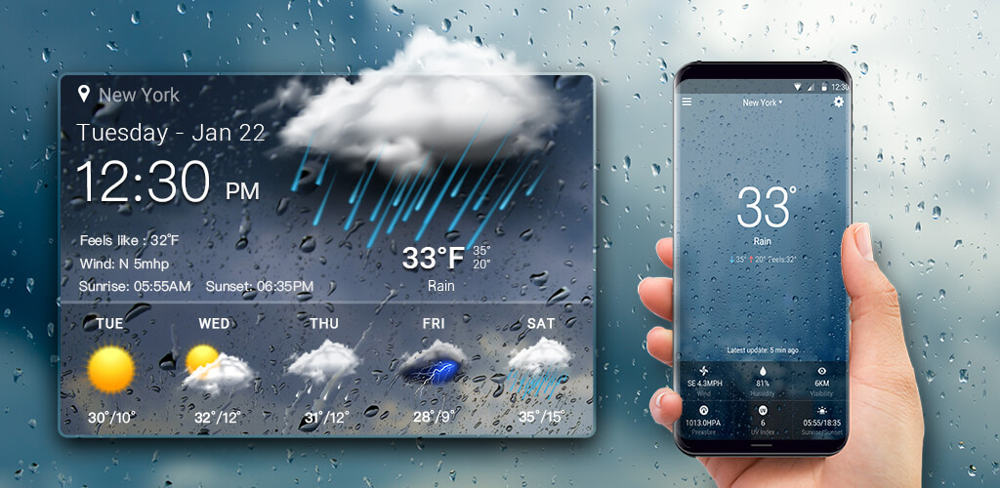 New York
Tuesday - Jan 22
12:30 PM
Feels like : 32°F
Wind: N 5mhp
Sunrise: 05:55AM Sunset: 06:35PM
33°F 35° 20°
Rain
TUE WED THU FRI SAT
30°/10° 32°/12° 31°/12° 28°/9° 35°/15°
12:30
New York
33°
Rain
35° 20° Feels:32°
Latest update: 5 min ago
SE 4.3MPH 81% 6KM
Wind Humidity Visibility
UV
1013.0HPA 6 05:55/18:35
Pressure UV Index Sunrise/Sunset